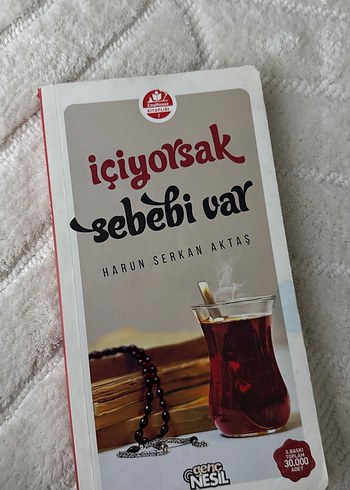 içiyorsak
sebebi var
HARUN SERKAN AKTAŞ
3. BASKI
TOPLAM
30.000
ADET
genç
NESİL